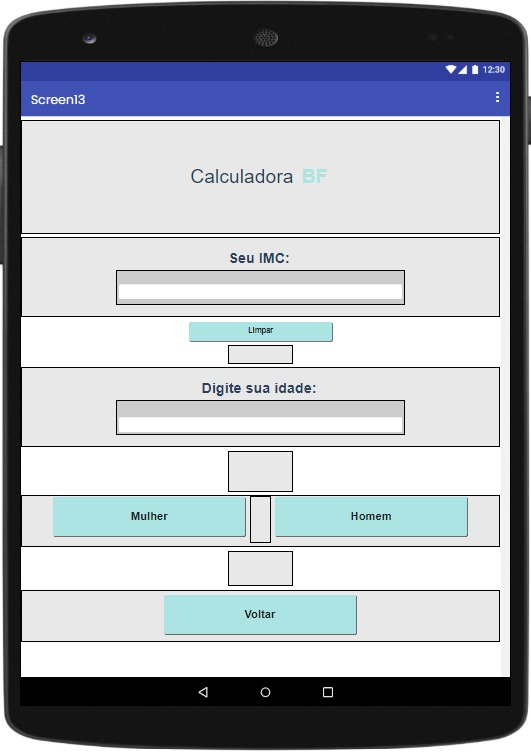 12:30
Screen13
Calculadora BF
Seu IMC:
Limpar
Digite sua idade:
Mulher
Homem
Voltar